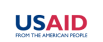 USAID
FROM THE AMERICAN PEOPLE